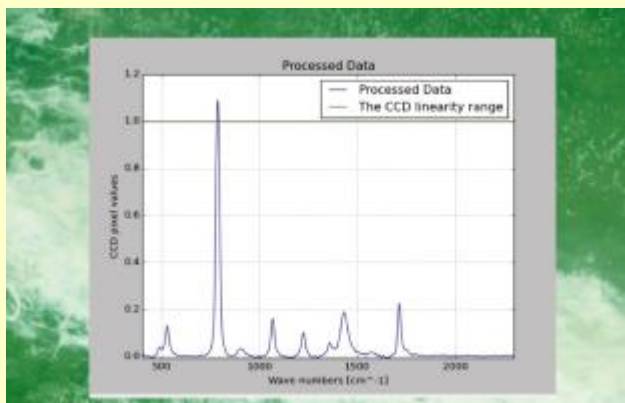 Processed Data
1.2
Processed Data
The CCD linearity range
1.0
0.8
0.6
0.4
0.2
0.0
CCD pixel values
500
1000
1500
2000
Wave numbers [cm^-1]